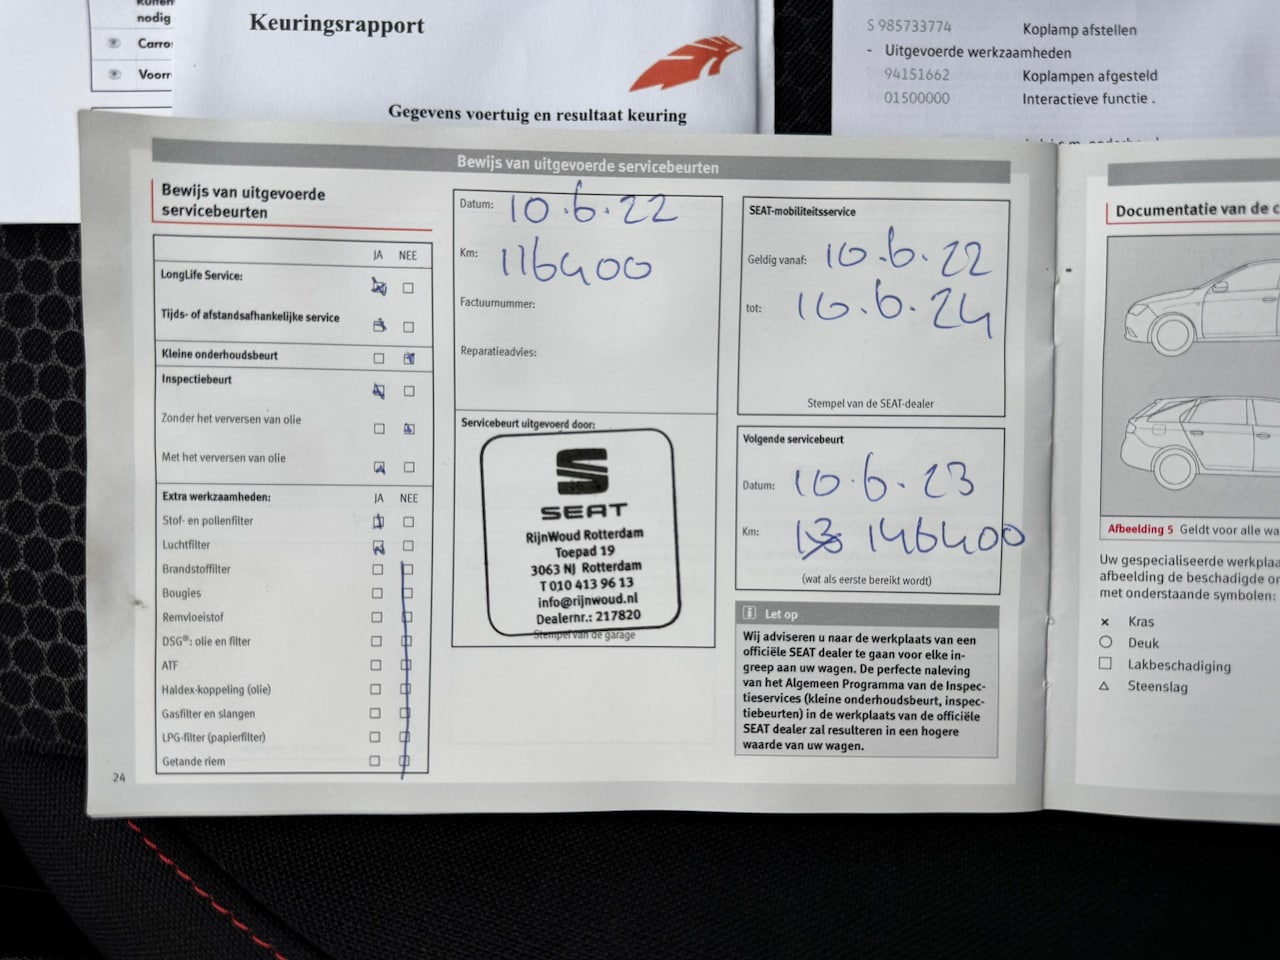 nodig
Carro
Voorr
Keuringsrapport
Gegevens voertuig en resultaat keuring
S 985733774 Koplamp afstellen
- Uitgevoerde werkzaamheden
94151662 Koplampen afgesteld
01500000 Interactieve functie .
Bewijs van uitgevoerde servicebeurten
Bewijs van uitgevoerde
servicebeurten
JA NEE
LongLife Service:
Tijds- of afstandsafhankelijke service
Kleine onderhoudsbeurt
Inspectiebeurt
Zonder het verversen van olie
Met het verversen van olie
Extra werkzaamheden: JA NEE
Stof- en pollenfilter
Luchtfilter
Brandstoffilter
Bougies
Remvloeistof
DSG®: olie en filter
ATF
Haldex-koppeling (olie)
Gasfilter en slangen
LPG-filter (papierfilter)
Getande riem
24
Datum: 10.6.22
Km: 116400
Factuurnummer:
Reparatieadvies:
Servicebeurt uitgevoerd door:
SEAT
RijnWoud Rotterdam
Toepad 19
3063 NJ Rotterdam
T 010 413 96 13
info@rijnwoud.nl
Dealernr.: 217820
Stempel van de garage
SEAT-mobiliteitsservice
Geldig vanaf: 10.6.22
tot: 10.6.24
Stempel van de SEAT-dealer
Volgende servicebeurt
Datum: 10.6.23
Km: 13 146400
(wat als eerste bereikt wordt)
i Let op
Wij adviseren u naar de werkplaats van een
officiële SEAT dealer te gaan voor elke in-
greep aan uw wagen. De perfecte naleving
van het Algemeen Programma van de Inspec-
tieservices (kleine onderhoudsbeurt, inspec-
tiebeurten) in de werkplaats van de officiële
SEAT dealer zal resulteren in een hogere
waarde van uw wagen.
Documentatie van de c
Afbeelding 5 Geldt voor alle wa
Uw gespecialiseerde werkplaa
afbeelding de beschadigde or
met onderstaande symbolen:
Kras
Deuk
Lakbeschadiging
Steenslag